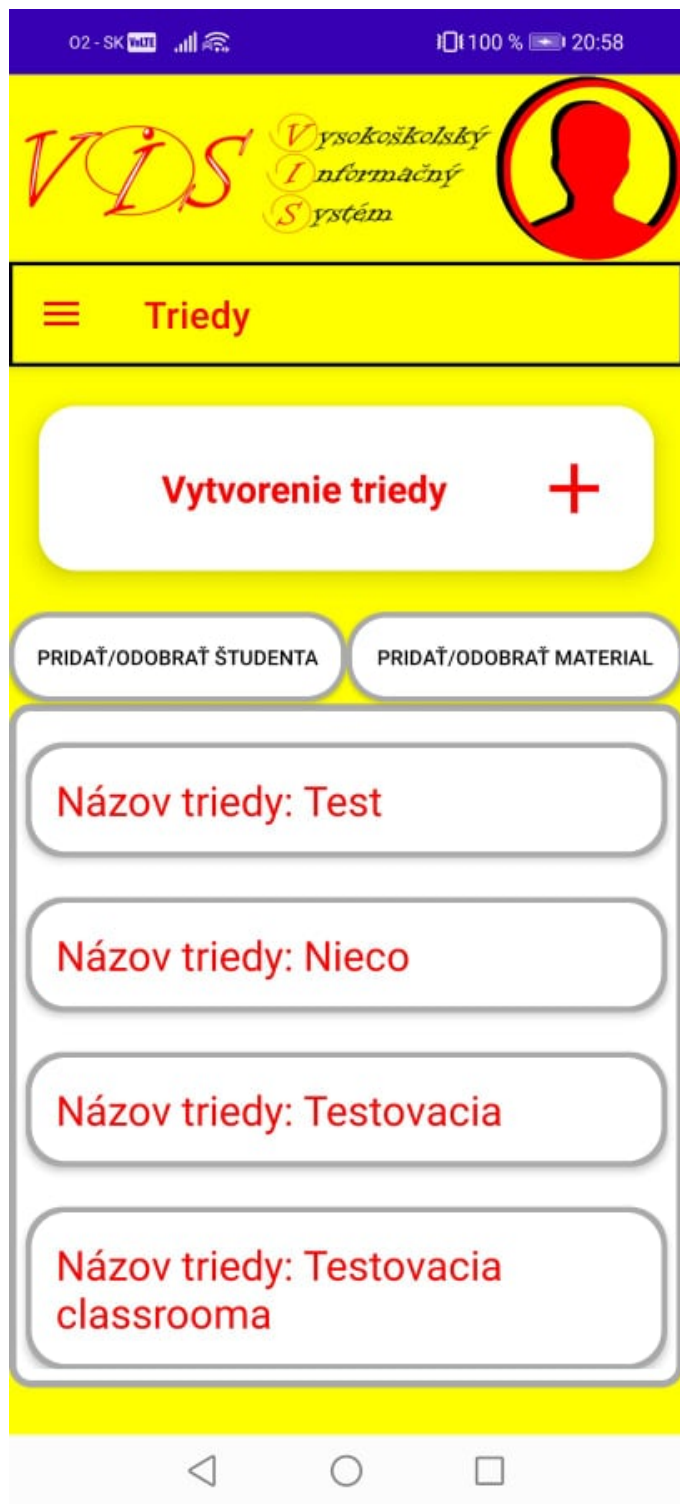 O2 - SK VoLTE 100 % 20:58
VIS
Vysokoškolský
Informačný
Systém
Triedy
Vytvorenie triedy
PRIDAŤ/ODOBRAŤ ŠTUDENTA PRIDAŤ/ODOBRAŤ MATERIAL
Názov triedy: Test
Názov triedy: Nieco
Názov triedy: Testovacia
Názov triedy: Testovacia
classrooma